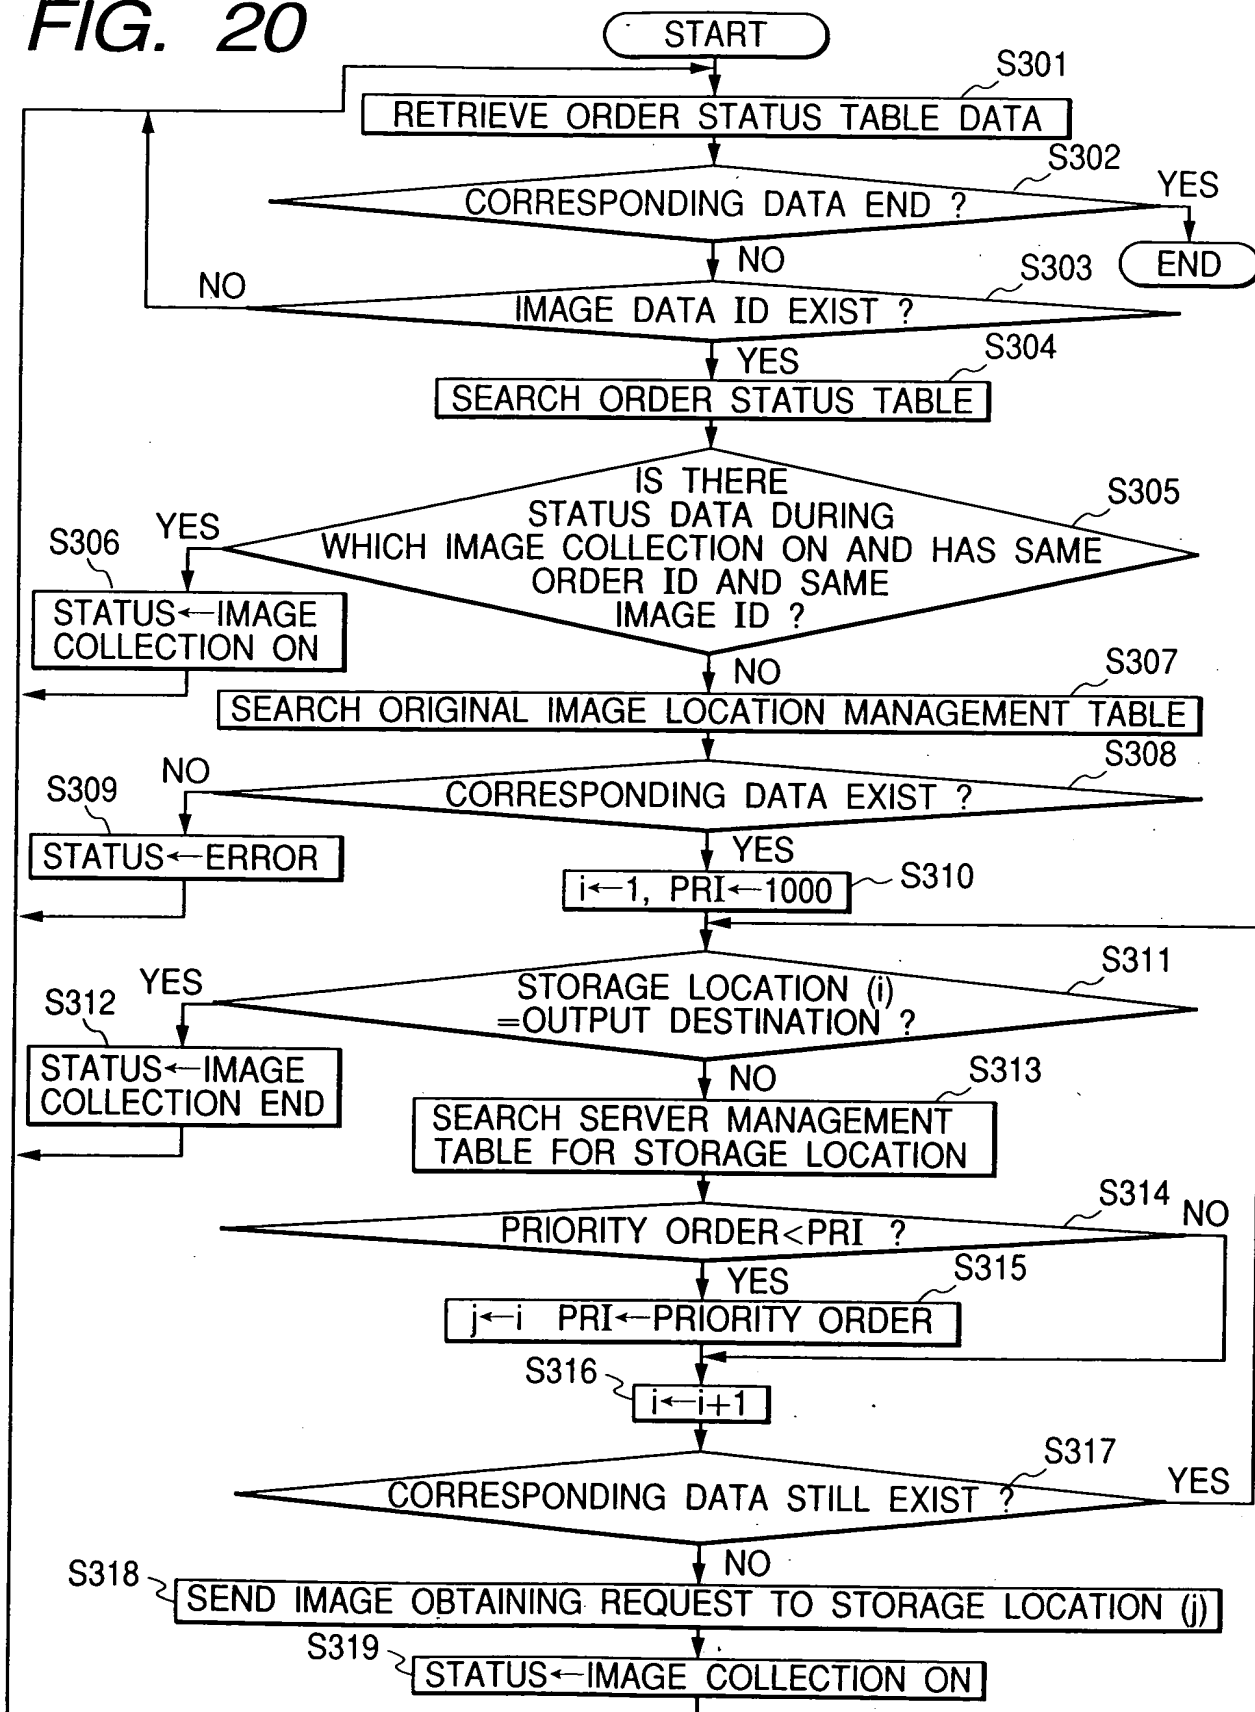 FIG. 20
START
S301
RETRIEVE ORDER STATUS TABLE DATA
S302
CORRESPONDING DATA END ?
YES
END
NO
S303
IMAGE DATA ID EXIST ?
NO
YES
S304
SEARCH ORDER STATUS TABLE
S305
IS THERE
STATUS DATA DURING
WHICH IMAGE COLLECTION ON AND HAS SAME
ORDER ID AND SAME
IMAGE ID ?
YES
S306
STATUS←IMAGE
COLLECTION ON
NO
S307
SEARCH ORIGINAL IMAGE LOCATION MANAGEMENT TABLE
S308
CORRESPONDING DATA EXIST ?
NO
S309
STATUS←ERROR
YES
i←1, PRI←1000
S310
S311
STORAGE LOCATION (i)
=OUTPUT DESTINATION ?
YES
S312
STATUS←IMAGE
COLLECTION END
NO
S313
SEARCH SERVER MANAGEMENT
TABLE FOR STORAGE LOCATION
S314
PRIORITY ORDER<PRI ?
NO
YES
S315
j←i PRI←PRIORITY ORDER
S316
i←i+1
S317
CORRESPONDING DATA STILL EXIST ?
YES
NO
S318
SEND IMAGE OBTAINING REQUEST TO STORAGE LOCATION (j)
S319
STATUS←IMAGE COLLECTION ON